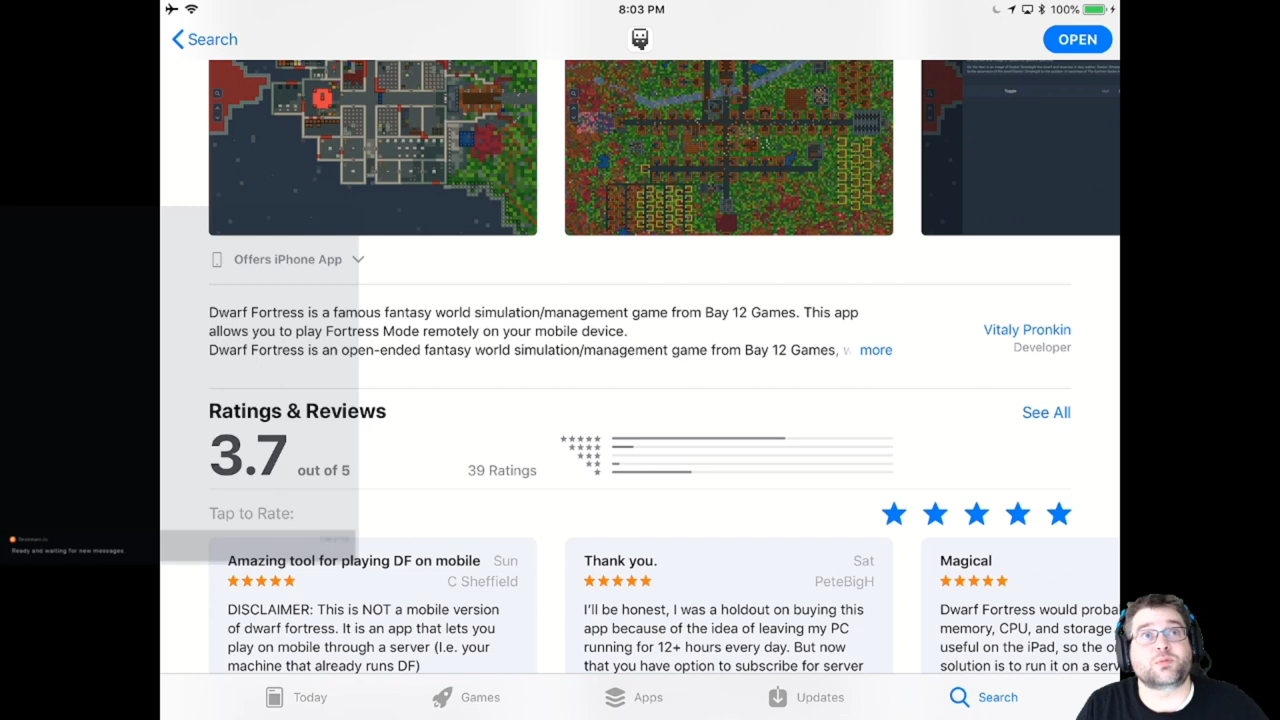 8:03 PM
100%
Search
OPEN
Offers iPhone App
Dwarf Fortress is a famous fantasy world simulation/management game from Bay 12 Games. This app
allows you to play Fortress Mode remotely on your mobile device.
Dwarf Fortress is an open-ended fantasy world simulation/management game from Bay 12 Games, w more
Vitaly Pronkin
Developer
Ratings & Reviews
See All
3.7 out of 5
39 Ratings
Tap to Rate:
Ready and waiting for new messages
Amazing tool for playing DF on mobile Sun
C Sheffield
DISCLAIMER: This is NOT a mobile version
of dwarf fortress. It is an app that lets you
play on mobile through a server (I.e. your
machine that already runs DF)
Thank you. Sat
PeteBigH
I'll be honest, I was a holdout on buying this
app because of the idea of leaving my PC
running for 12+ hours every day. But now
that you have option to subscribe for server
Magical
Dwarf Fortress would proba
memory, CPU, and storage
useful on the iPad, so the o
solution is to run it on a serv
Today
Games
Apps
Updates
Search